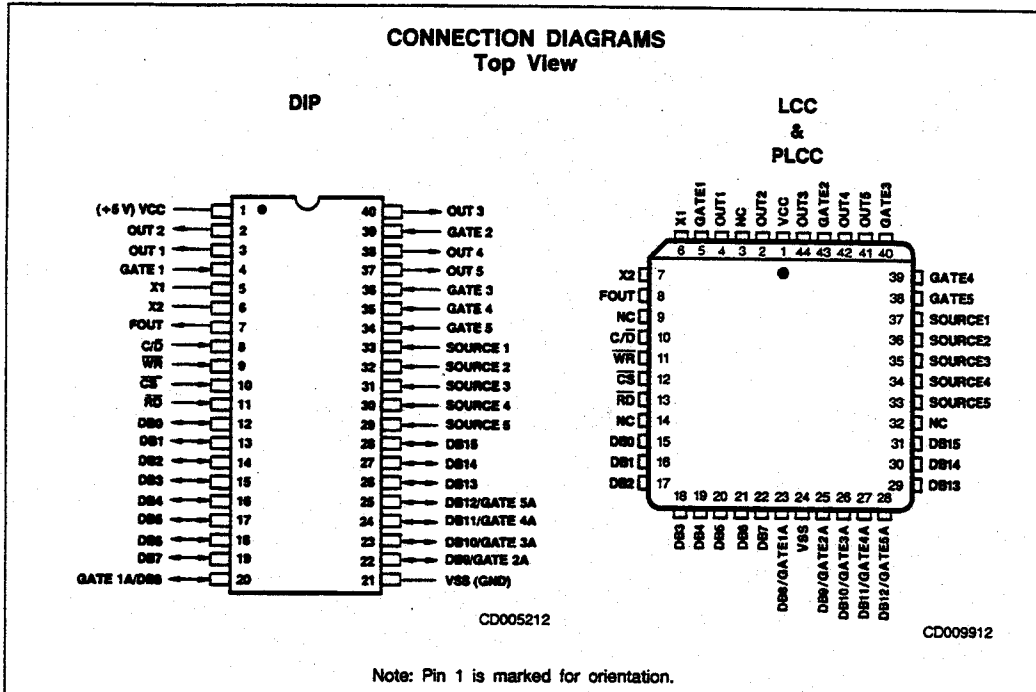 CONNECTION DIAGRAMS
Top View
DIP
(+5 V) VCC 1 40 OUT 3
OUT 2 2 39 GATE 2
OUT 1 3 38 OUT 4
GATE 1 4 37 OUT 5
X1 5 36 GATE 3
X2 6 35 GATE 4
FOUT 7 34 GATE 5
C/D̅ 8 33 SOURCE 1
W̅R̅ 9 32 SOURCE 2
C̅S̅ 10 31 SOURCE 3
R̅D̅ 11 30 SOURCE 4
DB0 12 29 SOURCE 5
DB1 13 28 DB15
DB2 14 27 DB14
DB3 15 26 DB13
DB4 16 25 DB12/GATE 5A
DB5 17 24 DB11/GATE 4A
DB6 18 23 DB10/GATE 3A
DB7 19 22 DB9/GATE 2A
GATE 1A/DB8 20 21 VSS (GND)
CD005212
LCC
&
PLCC
X1 GATE1 OUT1 NC OUT2 VCC OUT3 GATE2 OUT4 OUT5 GATE3
6 5 4 3 2 1 44 43 42 41 40
X2 7 39 GATE4
FOUT 8 38 GATE5
NC 9 37 SOURCE1
C/D̅ 10 36 SOURCE2
W̅R̅ 11 35 SOURCE3
C̅S̅ 12 34 SOURCE4
R̅D̅ 13 33 SOURCE5
NC 14 32 NC
DB0 15 31 DB15
DB1 16 30 DB14
DB2 17 29 DB13
18 19 20 21 22 23 24 25 26 27 28
DB3 DB4 DB5 DB6 DB7 DB8/GATE1A VSS DB9/GATE2A DB10/GATE3A DB11/GATE4A DB12/GATE5A
CD009912
Note: Pin 1 is marked for orientation.